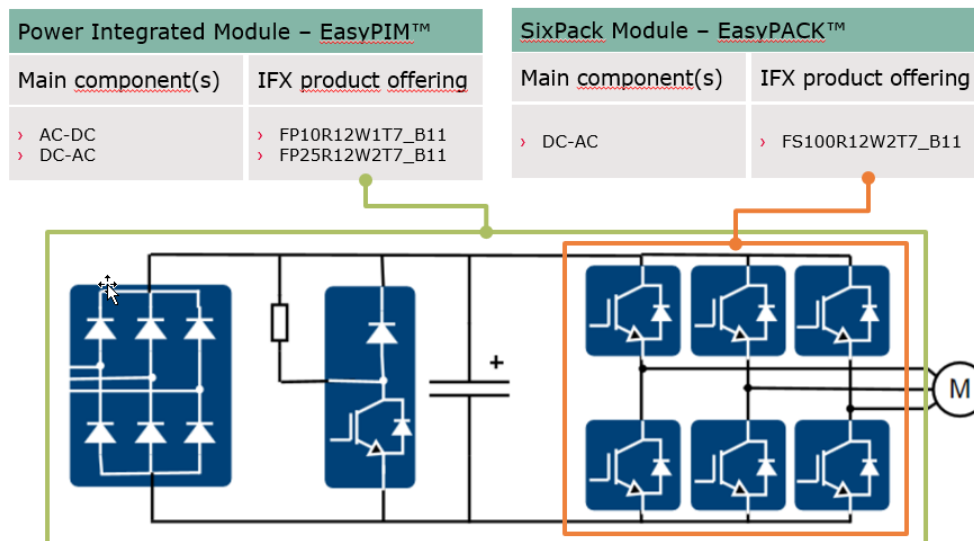 Power Integrated Module – EasyPIM™
Main component(s)
IFX product offering
› AC-DC
› DC-AC
› FP10R12W1T7_B11
› FP25R12W2T7_B11
SixPack Module – EasyPACK™
Main component(s)
IFX product offering
› DC-AC
› FS100R12W2T7_B11
+
M